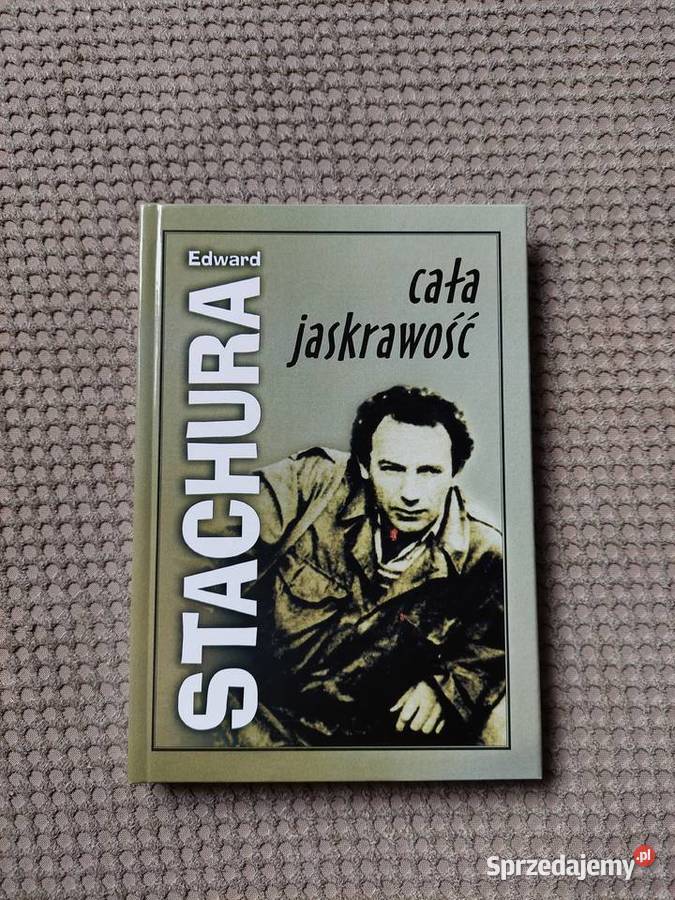 Edward
STACHURA
cała
jaskrawość
Sprzedajemy.pl